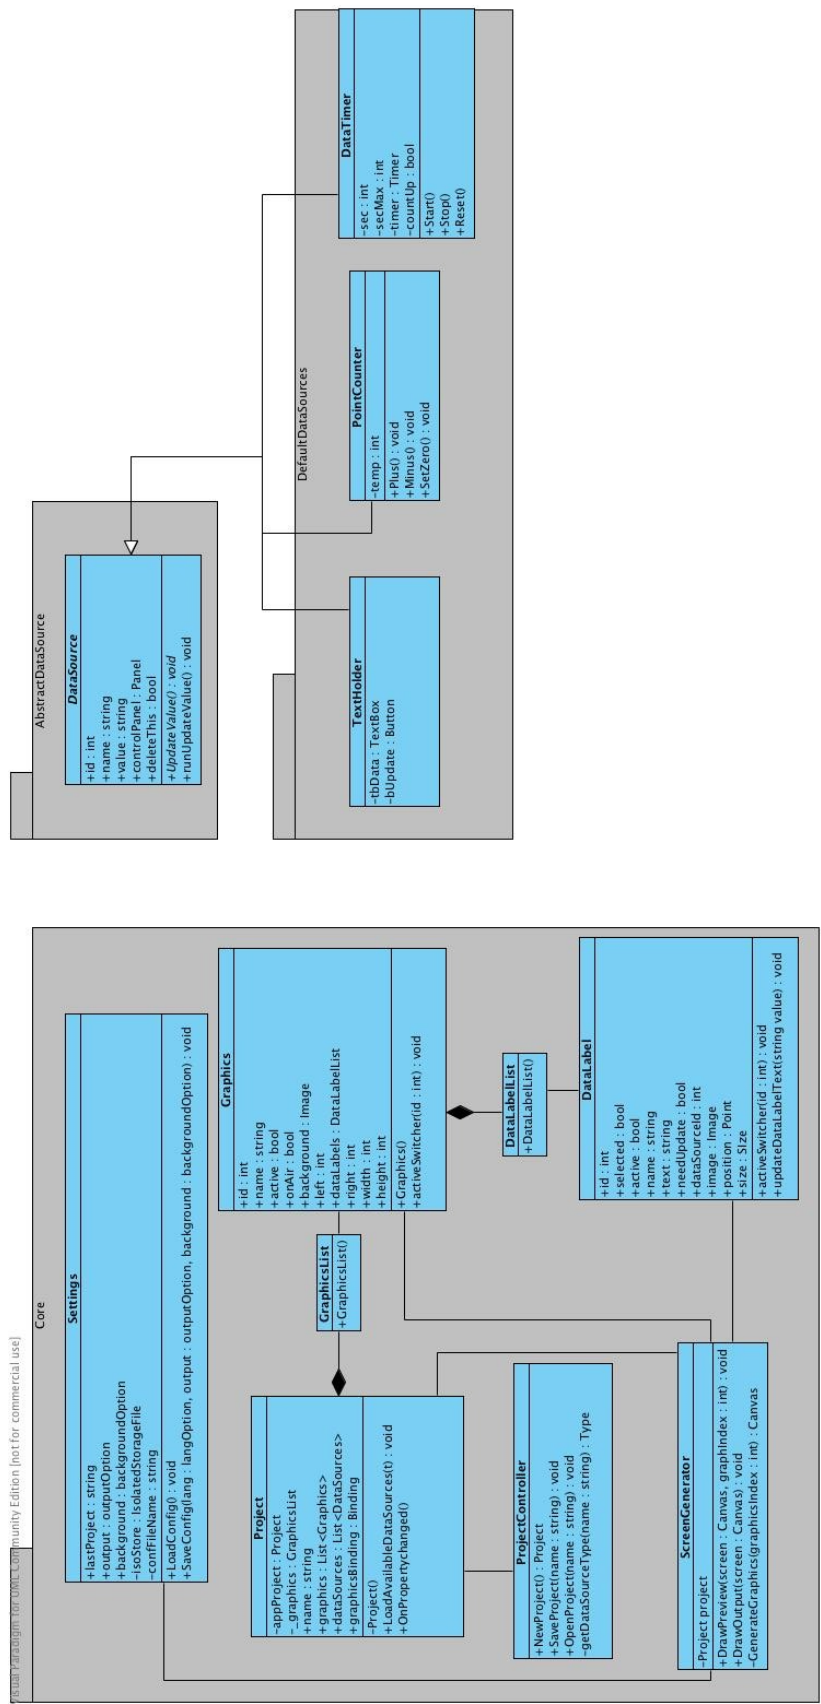 Visual Paradigm for UML Community Edition [not for commercial use]
Core
Settings
+lastProject : string
+output : outputOption
+background : backgroundOption
-isoStore : IsolatedStorageFile
-confFileName : string
+LoadConfig() : void
+SaveConfig(lang : langOption, output : outputOption, background : backgroundOption) : void
Project
-appProject : Project
-_graphics : GraphicsList
+name : string
+graphics : List <Graphics>
+dataSources : List <DataSources>
+graphicsBinding : Binding
-Project()
+LoadAvailableDataSources(t) : void
+OnPropertychanged()
GraphicsList
+GraphicsList()
Graphics
+id : int
+name : string
+active : bool
+onAir : bool
+background : Image
+left : int
+dataLabels : DataLabelList
+right : int
+width : int
+height : int
+Graphics()
+activeSwitcher(id : int) : void
ProjectController
+NewProject() : Project
+SaveProject(name : string) : void
+OpenProject(name : string) : void
-getDataSourceType(name : string) : Type
DataLabelList
+DataLabelList()
ScreenGenerator
-Project project
+DrawPreview(screen : Canvas, graphIndex : int) : void
+DrawOutput(screen : Canvas) : void
-GenerateGraphics(graphicsIndex : int) : Canvas
DataLabel
+id : int
+selected : bool
+active : bool
+name : string
+text : string
+needUpdate : bool
+dataSourceId : int
+image : Image
+position : Point
+size : SIze
+activeSwitcher(id : int) : void
+updateDataLabelText(string value) : void
AbstractDataSource
DataSource
+id : int
+name : string
+value : string
+controlPanel : Panel
+deleteThis : bool
+UpdateValue() : void
+runUpdateValue() : void
DefaultDataSources
TextHolder
-tbData : TextBox
-bUpdate : Button
PointCounter
-temp : int
+Plus() : void
+Minus() : void
+SetZero() : void
DataTimer
-sec : int
-secMax : int
-timer : Timer
-countUp : bool
+Start()
+Stop()
+Reset()